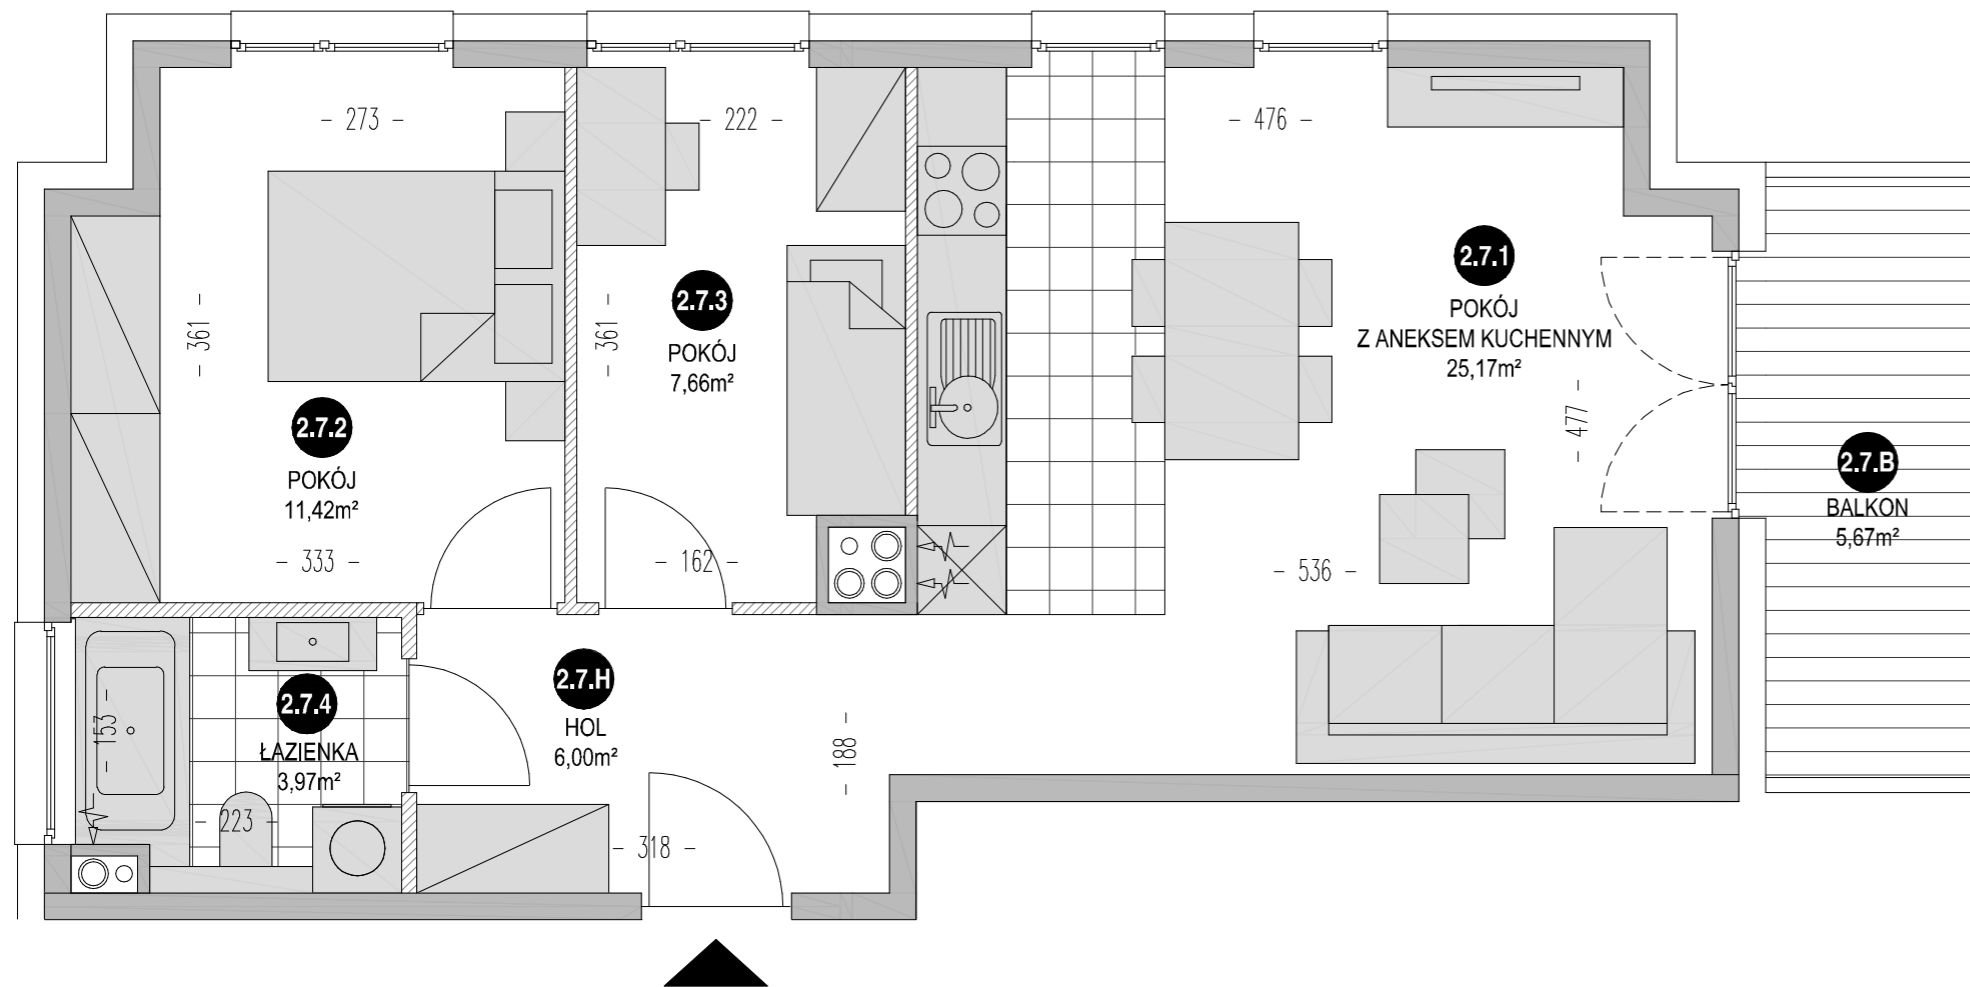 - 273 -
- 222 -
- 476 -
2.7.1
POKÓJ
Z ANEKSEM KUCHENNYM
25,17m²
2.7.3
POKÓJ
7,66m²
- 361 -
- 361 -
2.7.2
POKÓJ
11,42m²
- 477 -
2.7.B
BALKON
5,67m²
- 333 -
- 162 -
- 536 -
2.7.H
HOL
6,00m²
2.7.4
ŁAZIENKA
3,97m²
- 153 -
- 188 -
- 223 -
- 318 -